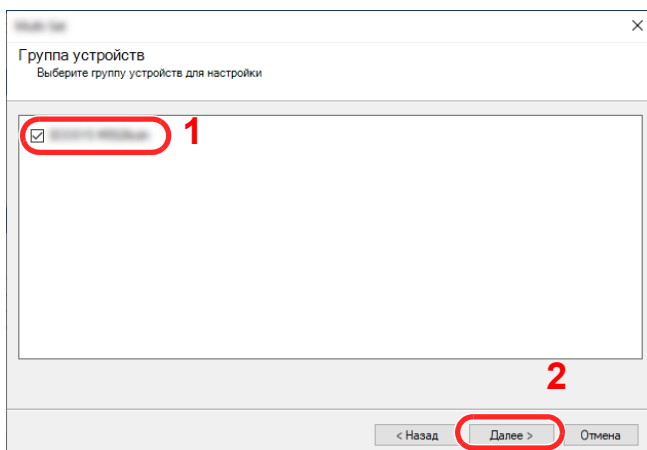 Группа устройств
Выберите группу устройств для настройки
1
2
< Назад
Далее >
Отмена